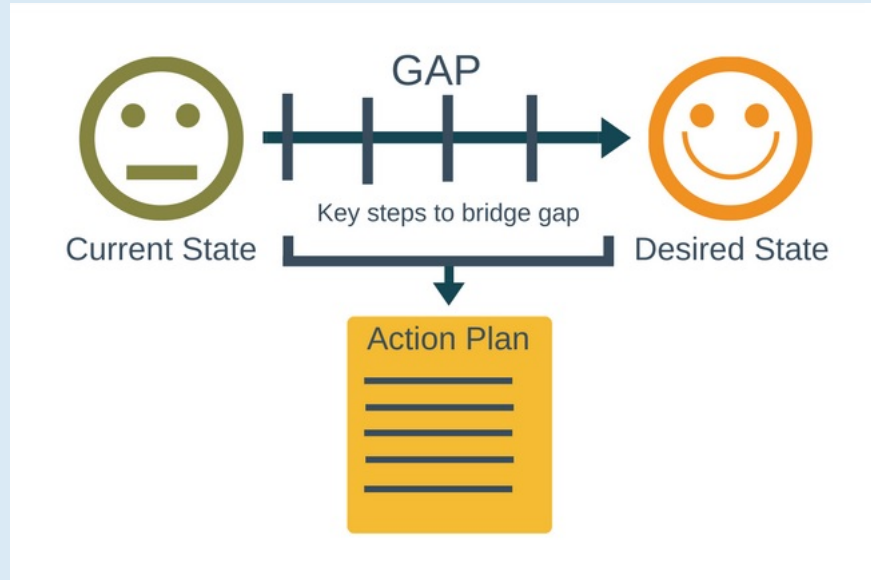 GAP
Key steps to bridge gap
Current State
Desired State
Action Plan